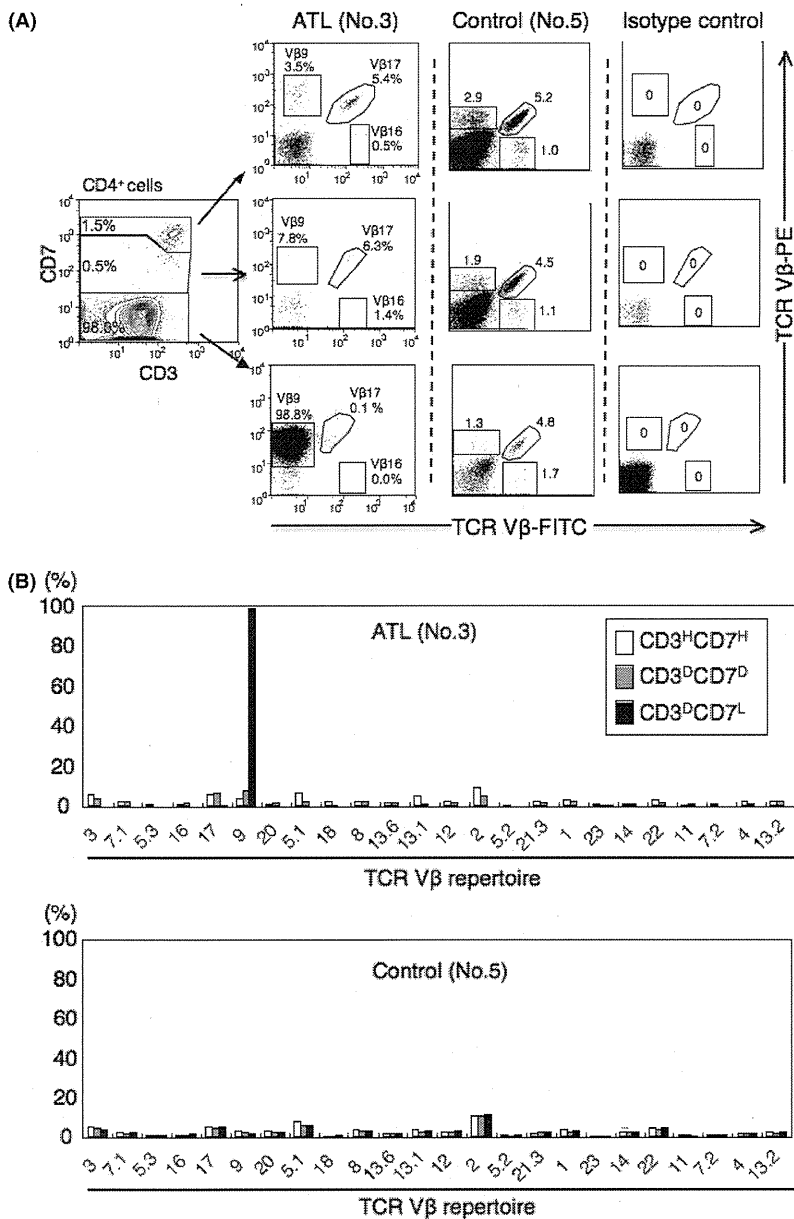 (A)
ATL (No.3)
Control (No.5)
Isotype control
Vβ9
3.5%
Vβ17
5.4%
Vβ16
0.5%
2.9
5.2
1.0
0
0
0
CD4+ cells
1.5%
0.5%
98.0%
CD7
CD3
Vβ9
7.8%
Vβ17
6.3%
Vβ16
1.4%
1.9
4.5
1.1
0
0
0
Vβ9
98.8%
Vβ17
0.1 %
Vβ16
0.0%
1.3
4.8
1.7
0
0
0
10⁴
10³
10²
10¹
10⁰
10¹ 10² 10³ 10⁴
TCR Vβ-PE
TCR Vβ-FITC
(B) (%)
100
80
60
40
20
0
ATL (No.3)
CD3ᴴCD7ᴴ
CD3ᴰCD7ᴰ
CD3ᴰCD7ᴸ
3 7.1 5.3 16 17 9 20 5.1 18 8 13.6 13.1 12 2 5.2 21.3 1 23 14 22 11 7.2 4 13.2
TCR Vβ repertoire
(%)
100
80
60
40
20
0
Control (No.5)
3 7.1 5.3 16 17 9 20 5.1 18 8 13.6 13.1 12 2 5.2 21.3 1 23 14 22 11 7.2 4 13.2
TCR Vβ repertoire